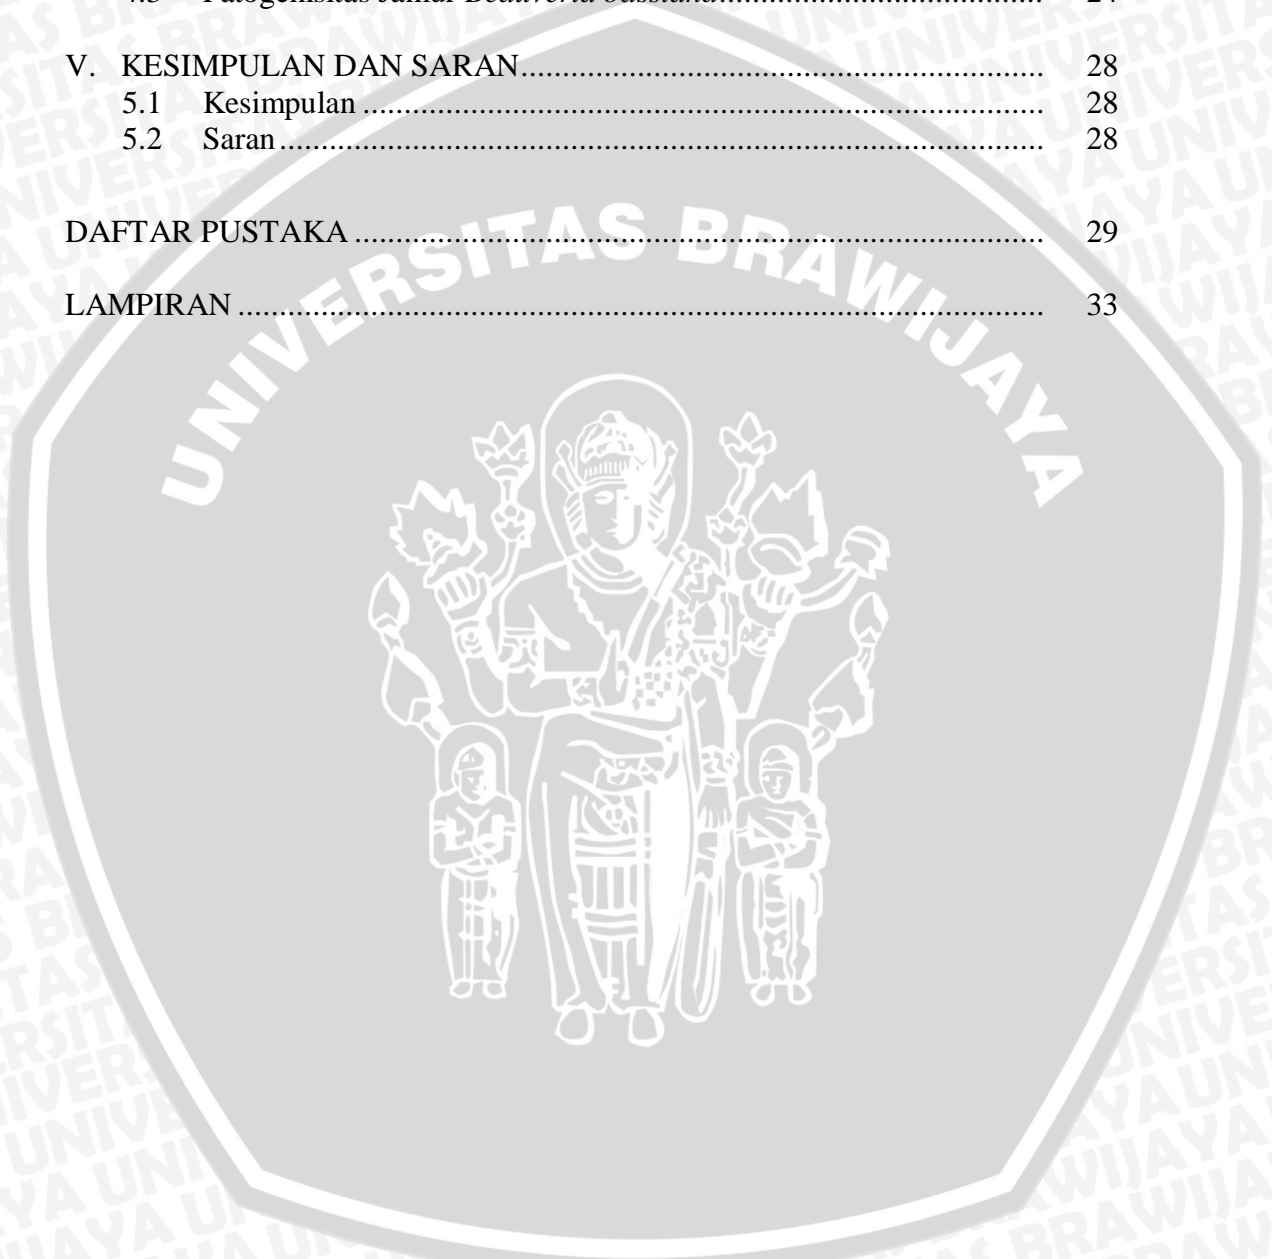 V. KESIMPULAN DAN SARAN........................................................................ 28
5.1 Kesimpulan ........................................................................ 28
5.2 Saran ........................................................................ 28
DAFTAR PUSTAKA ........................................................................ 29
LAMPIRAN ........................................................................ 33
UNIVERSITAS BRAWIJAYA